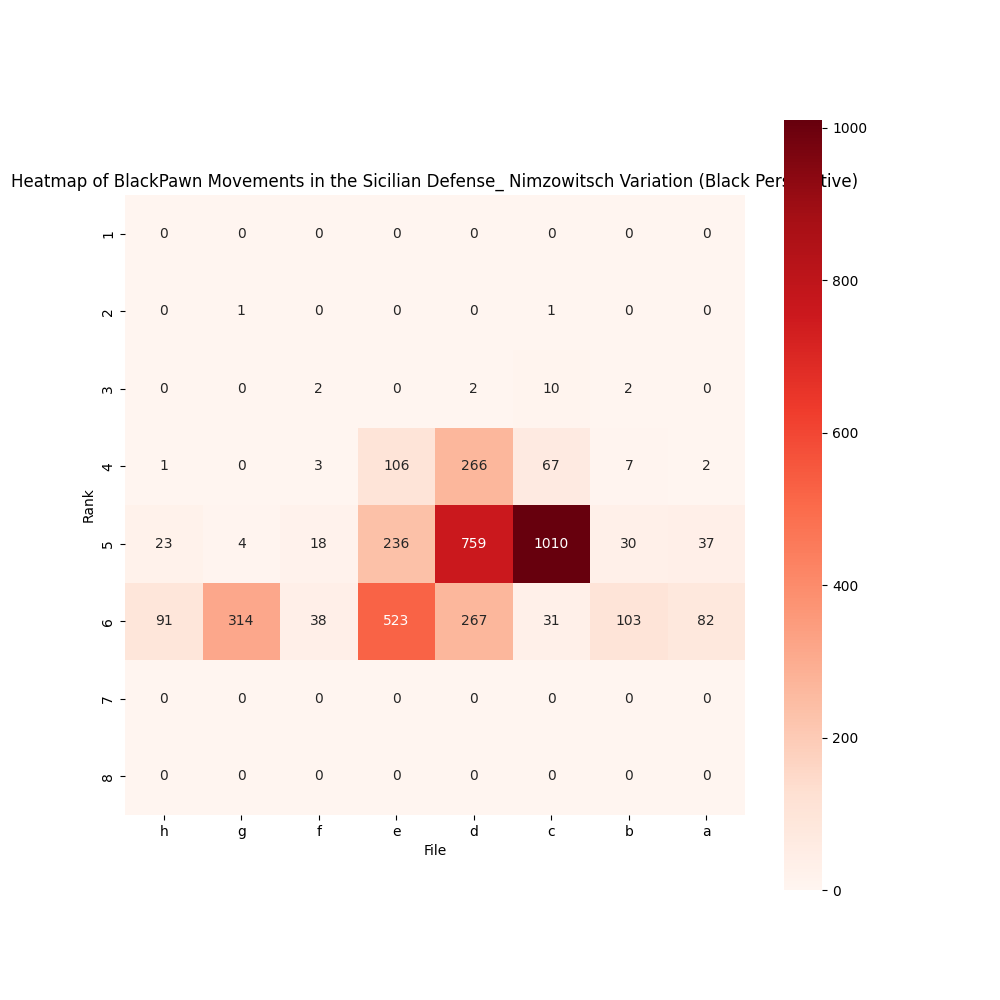 Heatmap of BlackPawn Movements in the Sicilian Defense_ Nimzowitsch Variation (Black Pers tive)
1000
800
600
400
200
0
Rank
1 0 0 0 0 0 0 0 0
2 0 1 0 0 0 1 0 0
3 0 0 2 0 2 10 2 0
4 1 0 3 106 266 67 7 2
5 23 4 18 236 759 1010 30 37
6 91 314 38 523 267 31 103 82
7 0 0 0 0 0 0 0 0
8 0 0 0 0 0 0 0 0
h g f e d c b a
File